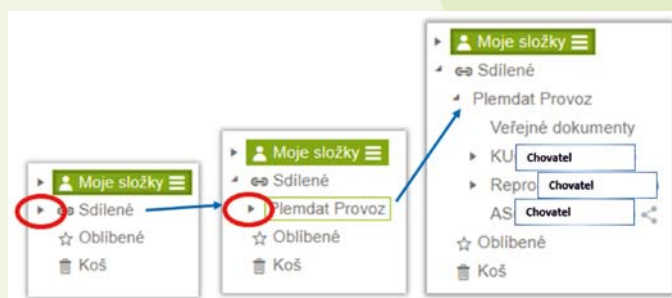 Moje složky
Sdílené
Oblíbené
Koš
Moje složky
Sdílené
Plemdat Provoz
Oblíbené
Koš
Moje složky
Sdílené
Plemdat Provoz
Veřejné dokumenty
KU Chovatel
Repro Chovatel
AS Chovatel
Oblíbené
Koš